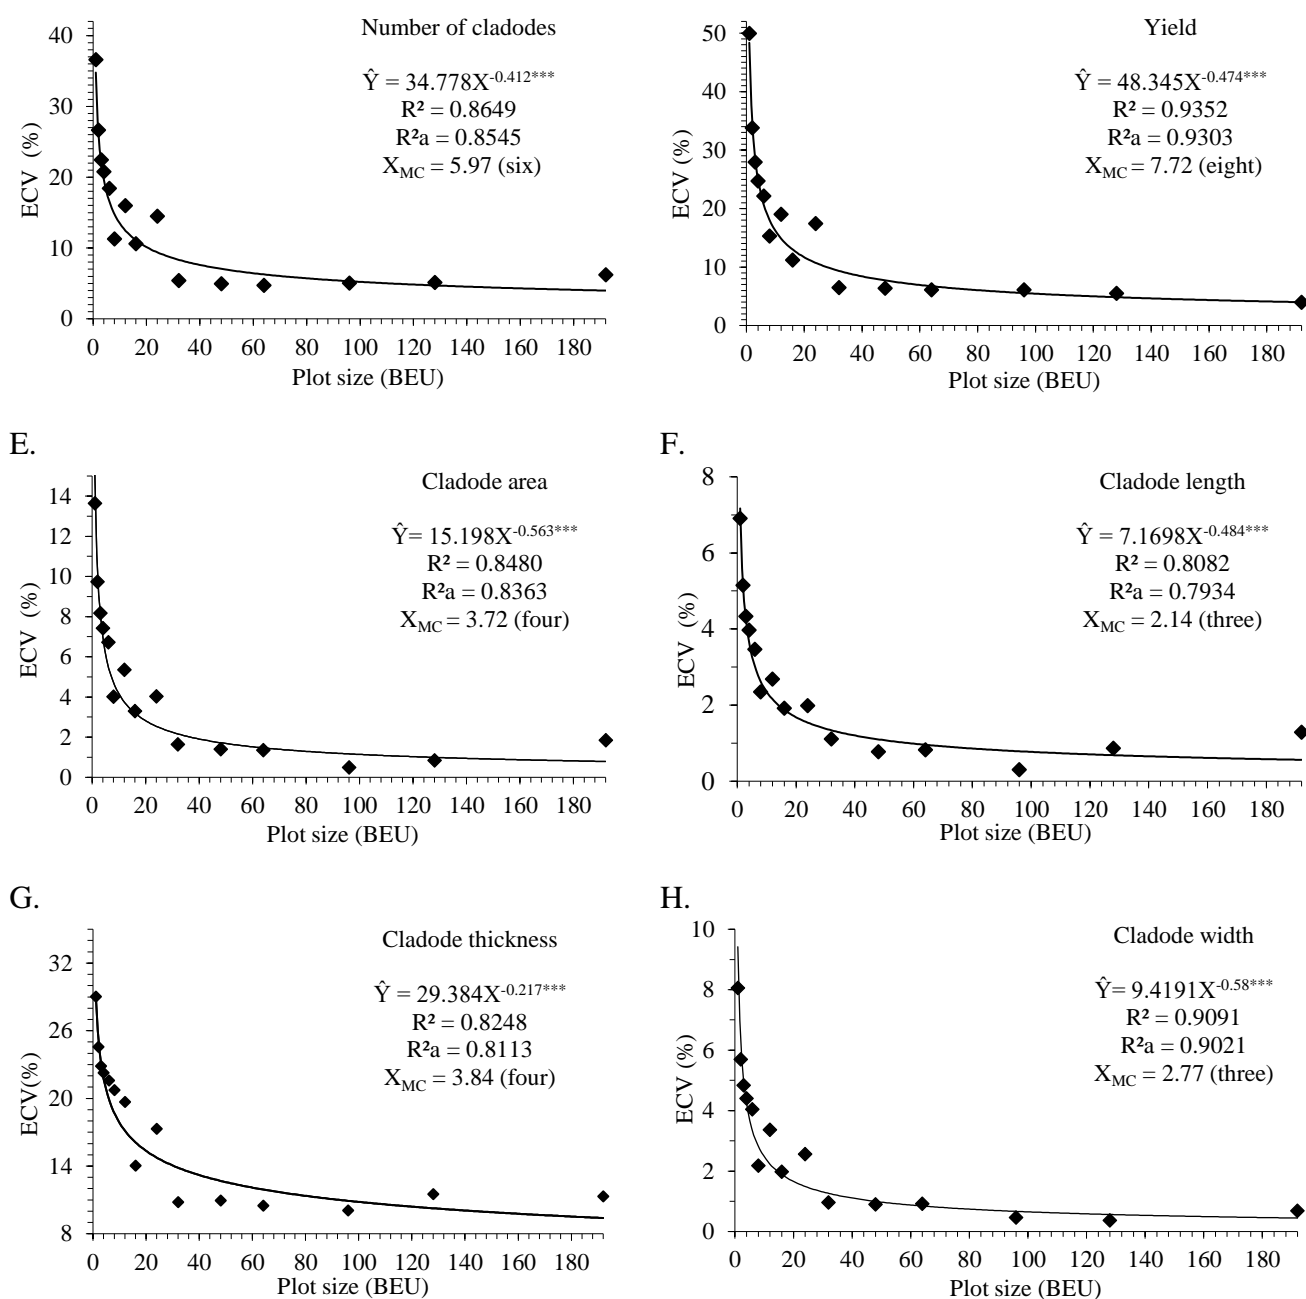 Number of cladodes
Ŷ = 34.778X-0.412***
R² = 0.8649
R²a = 0.8545
XMC = 5.97 (six)
ECV (%)
40
30
20
10
0
0 20 40 60 80 100 120 140 160 180
Plot size (BEU)
Yield
Ŷ = 48.345X-0.474***
R² = 0.9352
R²a = 0.9303
XMC = 7.72 (eight)
ECV (%)
50
40
30
20
10
0
0 20 40 60 80 100 120 140 160 180
Plot size (BEU)
E.
Cladode area
Ŷ= 15.198X-0.563***
R² = 0.8480
R²a = 0.8363
XMC = 3.72 (four)
ECV (%)
14
12
10
8
6
4
2
0
0 20 40 60 80 100 120 140 160 180
Plot size (BEU)
F.
Cladode length
Ŷ = 7.1698X-0.484***
R² = 0.8082
R²a = 0.7934
XMC = 2.14 (three)
ECV (%)
8
6
4
2
0
0 20 40 60 80 100 120 140 160 180
Plot size (BEU)
G.
Cladode thickness
Ŷ = 29.384X-0.217***
R² = 0.8248
R²a = 0.8113
XMC = 3.84 (four)
ECV(%)
32
26
20
14
8
0 20 40 60 80 100 120 140 160 180
Plot size (BEU)
H.
Cladode width
Ŷ= 9.4191X-0.58***
R² = 0.9091
R²a = 0.9021
XMC = 2.77 (three)
ECV (%)
10
8
6
4
2
0
0 20 40 60 80 100 120 140 160 180
Plot size (BEU)